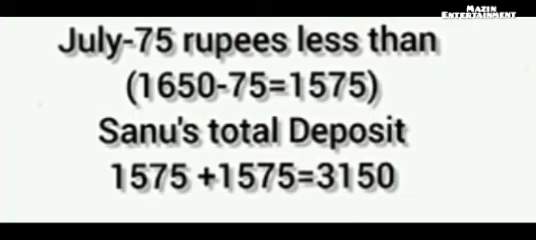 MAZIN
ENTERTAINMENT
July-75 rupees less than
(1650-75=1575)
Sanu's total Deposit
1575 +1575=3150